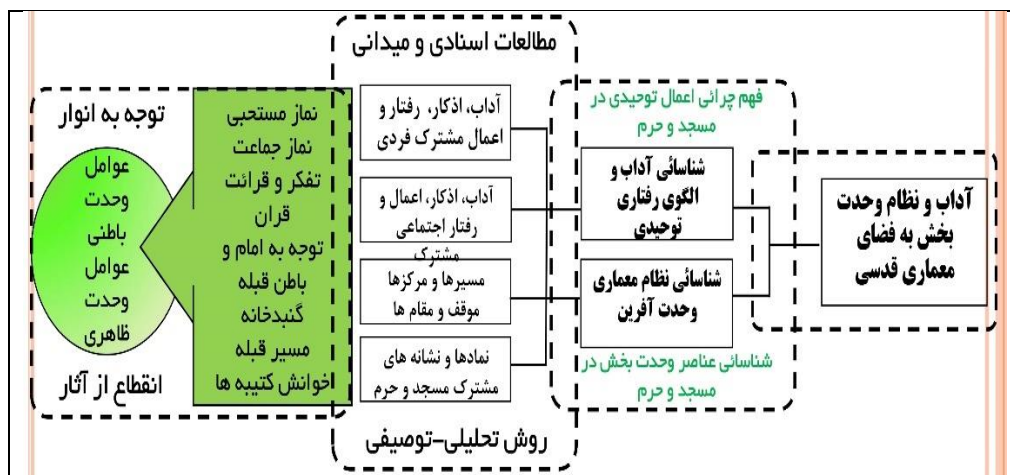 مطالعات اسنادی و میدانی
فهم چرائی اعمال توحیدی در
مسجد و حرم
آداب و نظام وحدت
بخش به فضای
معماری قدسی
شناسائی آداب و
الگوی رفتاری
توحیدی
شناسائی نظام معماری
وحدت آفرین
شناسائی عناصر وحدت بخش در
مسجد و حرم
آداب، اذکار، رفتار و
اعمال مشترک فردی
آداب، اذکار، اعمال و
رفتار اجتماعی
مشترک
مسیرها و مرکزها
موقف و مقام ها
نمادها و نشانه های
مشترک مسجد و حرم
روش تحلیلی-توصیفی
نماز مستحبی
نماز جماعت
تفکر و قرائت
قران
توجه به امام و
باطن قبله
گنبدخانه
مسیر قبله
خوانش کتیبه ها
توجه به انوار
عوامل
وحدت
باطنی
عوامل
وحدت
ظاهری
انقطاع از آثار